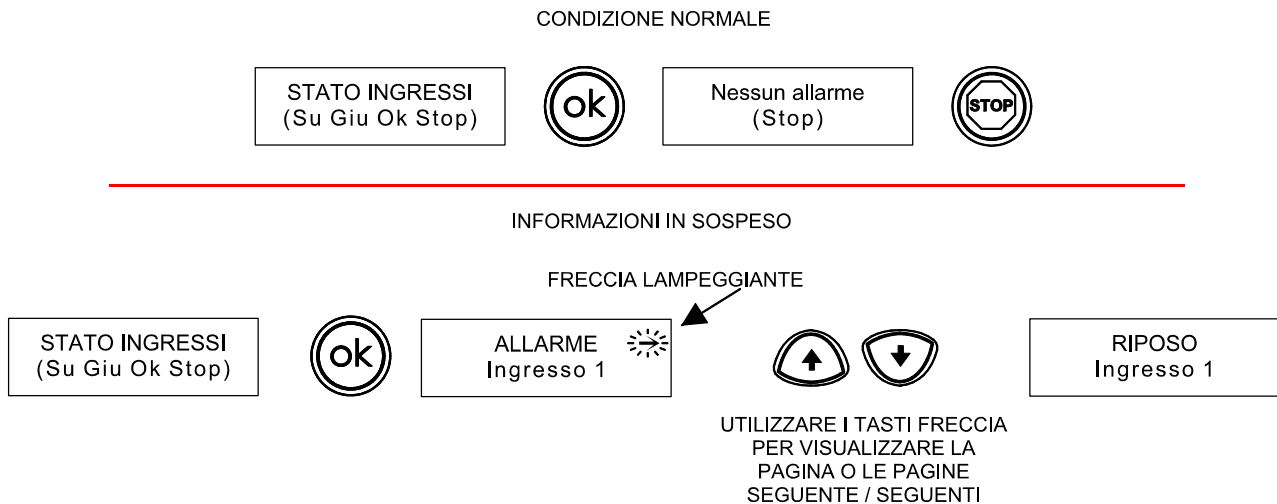 CONDIZIONE NORMALE
STATO INGRESSI
(Su Giu Ok Stop)
ok
Nessun allarme
(Stop)
STOP
INFORMAZIONI IN SOSPESO
FRECCIA LAMPEGGIANTE
STATO INGRESSI
(Su Giu Ok Stop)
ok
ALLARME
Ingresso 1
RIPOSO
Ingresso 1
UTILIZZARE I TASTI FRECCIA
PER VISUALIZZARE LA
PAGINA O LE PAGINE
SEGUENTE / SEGUENTI